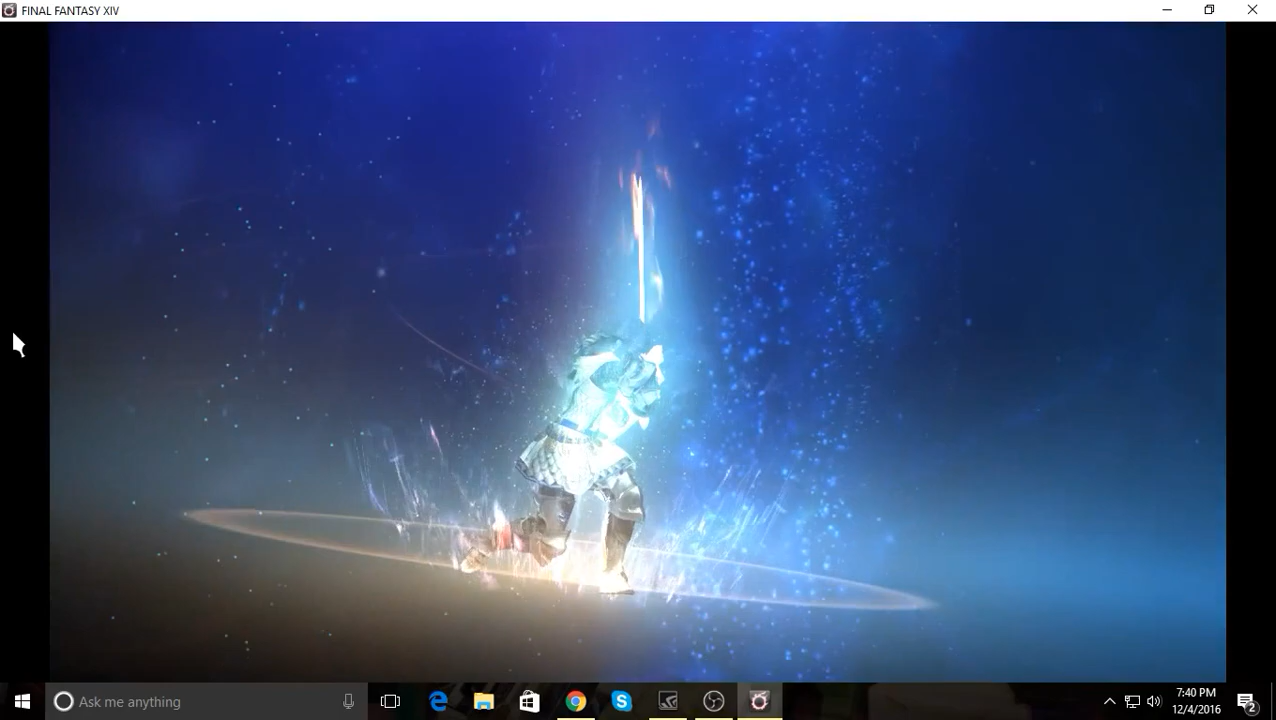 FINAL FANTASY XIV
Ask me anything
7:40 PM
12/4/2016
2